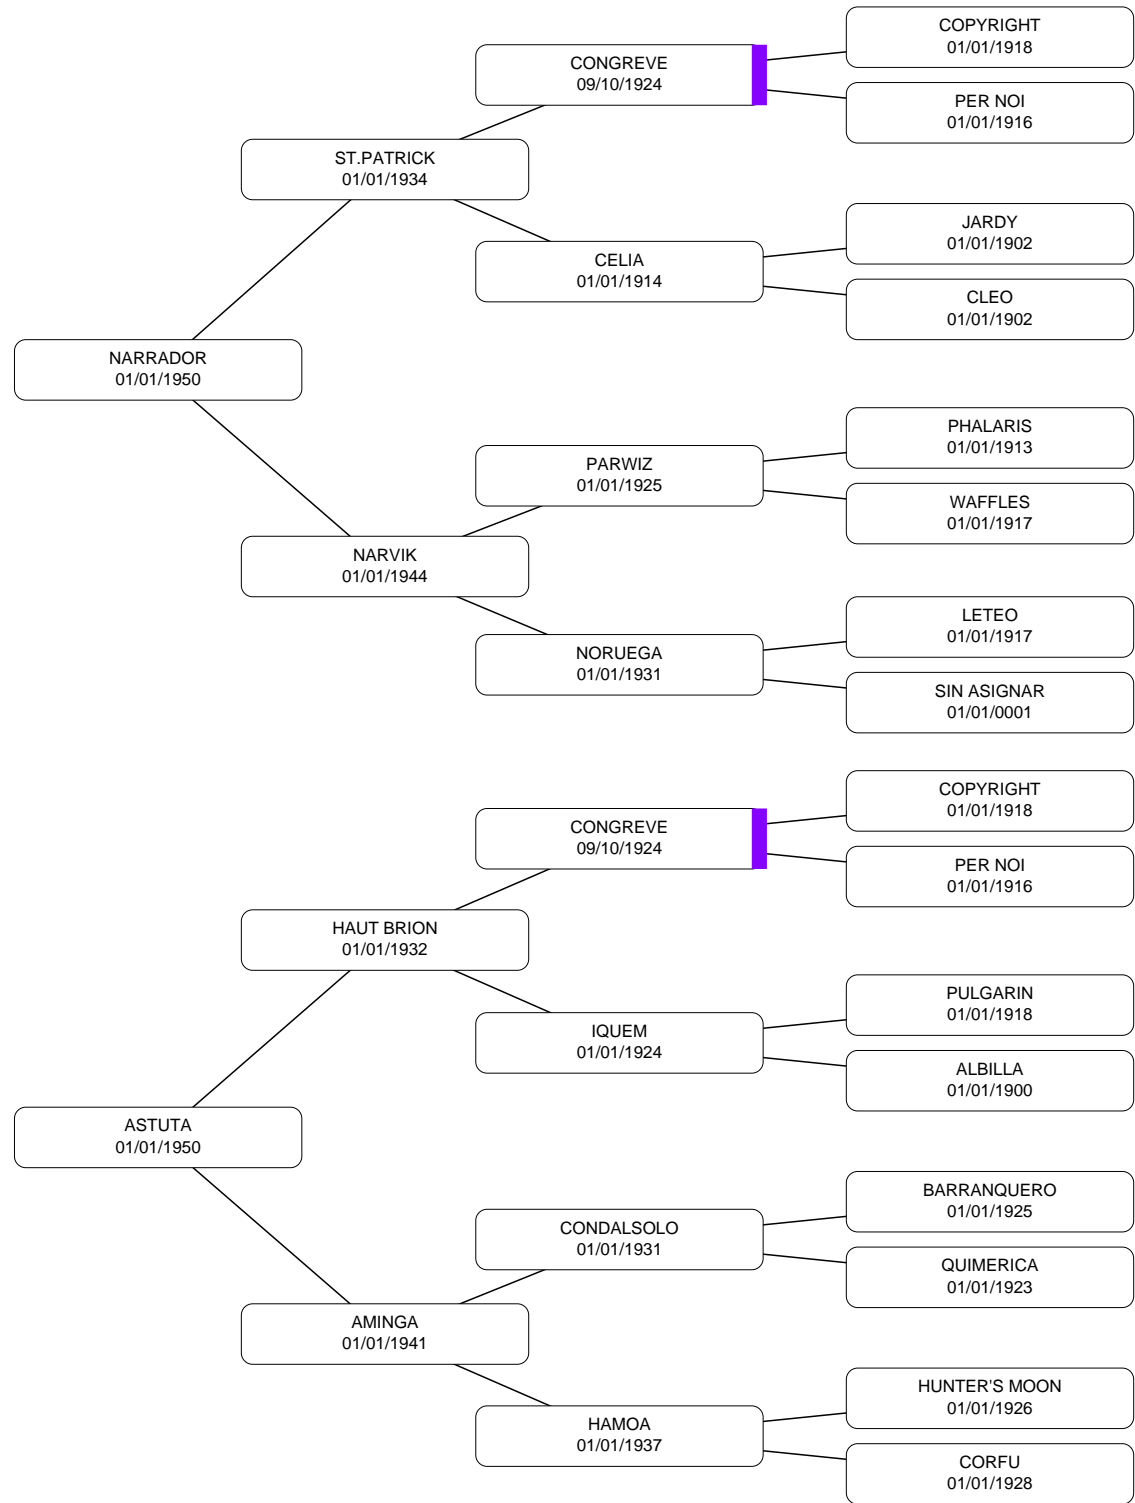 COPYRIGHT
01/01/1918
CONGREVE
09/10/1924
PER NOI
01/01/1916
ST.PATRICK
01/01/1934
JARDY
01/01/1902
CELIA
01/01/1914
CLEO
01/01/1902
NARRADOR
01/01/1950
PHALARIS
01/01/1913
PARWIZ
01/01/1925
WAFFLES
01/01/1917
NARVIK
01/01/1944
LETEO
01/01/1917
NORUEGA
01/01/1931
SIN ASIGNAR
01/01/0001
COPYRIGHT
01/01/1918
CONGREVE
09/10/1924
PER NOI
01/01/1916
HAUT BRION
01/01/1932
PULGARIN
01/01/1918
IQUEM
01/01/1924
ALBILLA
01/01/1900
ASTUTA
01/01/1950
BARRANQUERO
01/01/1925
CONDALSOLO
01/01/1931
QUIMERICA
01/01/1923
AMINGA
01/01/1941
HUNTER'S MOON
01/01/1926
HAMOA
01/01/1937
CORFU
01/01/1928